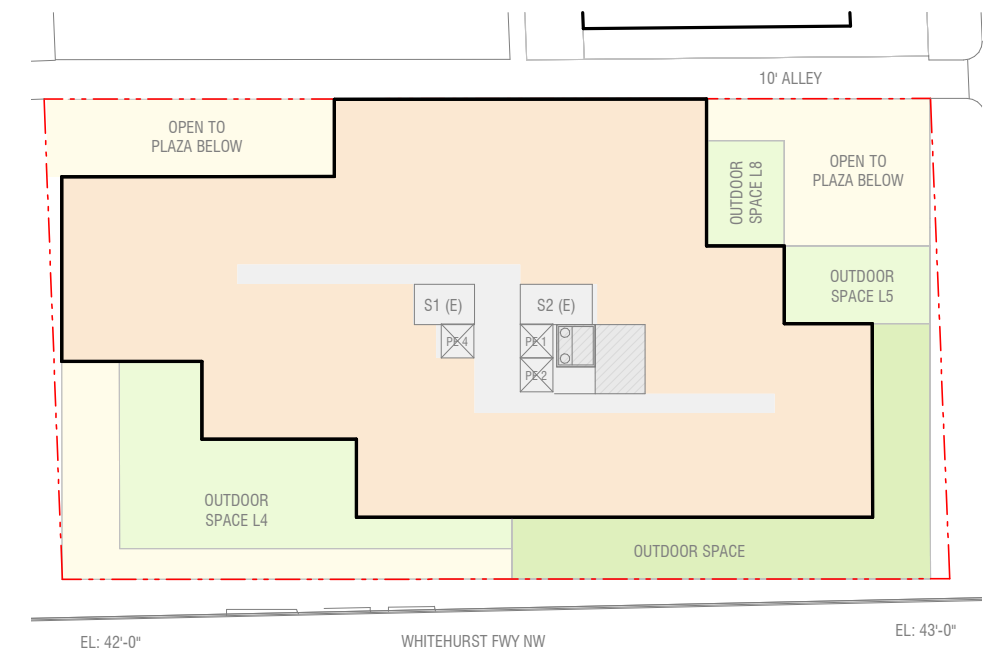 10' ALLEY
OPEN TO
PLAZA BELOW
OUTDOOR
SPACE L8
OPEN TO
PLAZA BELOW
OUTDOOR
SPACE L5
S1 (E)
S2 (E)
PE 4
PE 1
PE 2
OUTDOOR
SPACE L4
OUTDOOR SPACE
EL: 42'-0"
WHITEHURST FWY NW
EL: 43'-0"